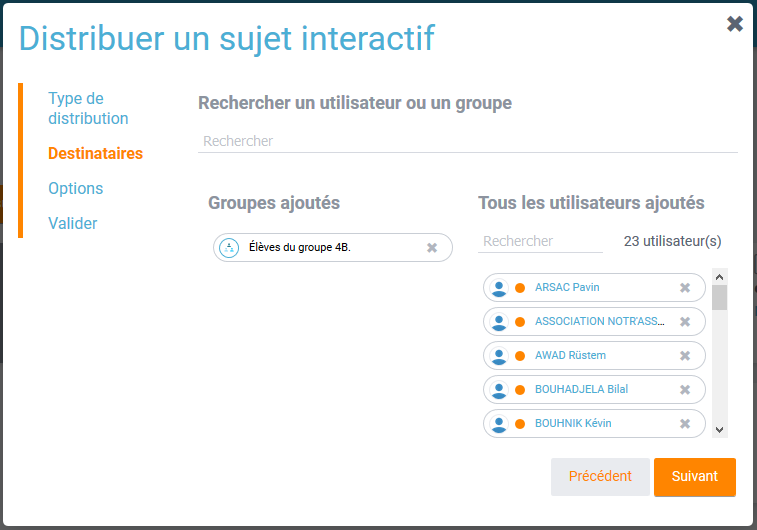 Distribuer un sujet interactif
Type de
distribution
Destinataires
Options
Valider
Rechercher un utilisateur ou un groupe
Rechercher
Groupes ajoutés
Élèves du groupe 4B.
Tous les utilisateurs ajoutés
Rechercher
23 utilisateur(s)
ARSAC Pavin
ASSOCIATION NOTR'ASS...
AWAD Rüstem
BOUHADJELA Bilal
BOUHNIK Kévin
Précédent
Suivant